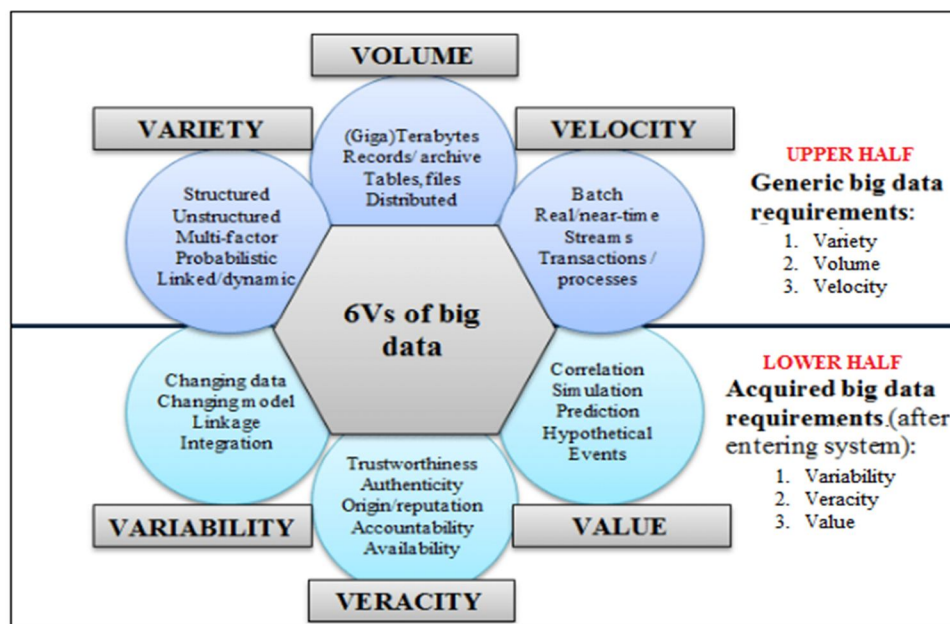 VOLUME
VARIETY
VELOCITY
(Giga)Terabytes
Records/ archive
Tables, files
Distributed
Structured
Unstructured
Multi-factor
Probabilistic
Linked/dynamic
Batch
Real/near-time
Streams
Transactions /
processes
UPPER HALF
Generic big data
requirements:
1. Variety
2. Volume
3. Velocity
6Vs of big
data
Changing data
Changing model
Linkage
Integration
Trustworthiness
Authenticity
Origin/reputation
Accountability
Availability
Correlation
Simulation
Prediction
Hypothetical
Events
LOWER HALF
Acquired big data
requirements.(after
entering system):
1. Variability
2. Veracity
3. Value
VARIABILITY
VALUE
VERACITY